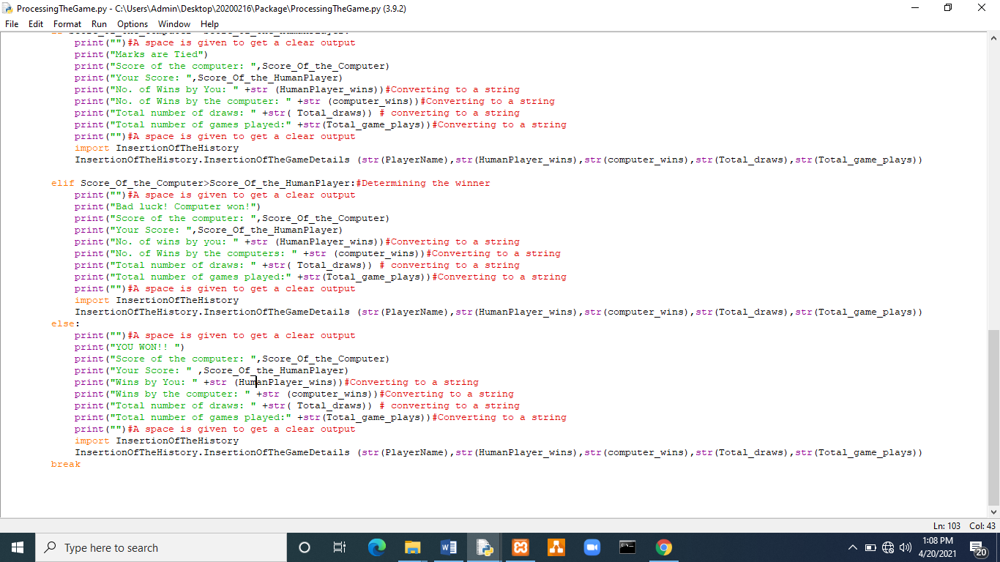 ProcessingTheGame.py - C:\Users\Admin\Desktop\20200216\Package\ProcessingTheGame.py (3.9.2)
File Edit Format Run Options Window Help
print("")#A space is given to get a clear output
print("Marks are Tied")
print("Score of the computer: ",Score_Of_the_Computer)
print("Your Score: ",Score_Of_the_HumanPlayer)
print("No. of Wins by You: " +str (HumanPlayer_wins))#Converting to a string
print("No. of Wins by the computer: " +str (computer_wins))#Converting to a string
print("Total number of draws: " +str( Total_draws)) # converting to a string
print("Total number of games played:" +str(Total_game_plays))#Converting to a string
print("")#A space is given to get a clear output
import InsertionOfTheHistory
InsertionOfTheHistory.InsertionOfTheGameDetails (str(PlayerName),str(HumanPlayer_wins),str(computer_wins),str(Total_draws),str(Total_game_plays))
elif Score_Of_the_Computer>Score_Of_the_HumanPlayer:#Determining the winner
print("")#A space is given to get a clear output
print("Bad luck! Computer won!")
print("Score of the computer: ",Score_Of_the_Computer)
print("Your Score: ",Score_Of_the_HumanPlayer)
print("No. of wins by you: " +str (HumanPlayer_wins))#Converting to a string
print("No. of Wins by the computers: " +str (computer_wins))#Converting to a string
print("Total number of draws: " +str( Total_draws)) # converting to a string
print("Total number of games played:" +str(Total_game_plays))#Converting to a string
print("")#A space is given to get a clear output
import InsertionOfTheHistory
InsertionOfTheHistory.InsertionOfTheGameDetails (str(PlayerName),str(HumanPlayer_wins),str(computer_wins),str(Total_draws),str(Total_game_plays))
else:
print("")#A space is given to get a clear output
print("YOU WON!! ")
print("Score of the computer: ",Score_Of_the_Computer)
print("Your Score: " ,Score_Of_the_HumanPlayer)
print("Wins by You: " +str (HumanPlayer_wins))#Converting to a string
print("Wins by the computer: " +str (computer_wins))#Converting to a string
print("Total number of draws: " +str( Total_draws)) # converting to a string
print("Total number of games played:" +str(Total_game_plays))#Converting to a string
print("")#A space is given to get a clear output
import InsertionOfTheHistory
InsertionOfTheHistory.InsertionOfTheGameDetails (str(PlayerName),str(HumanPlayer_wins),str(computer_wins),str(Total_draws),str(Total_game_plays))
break
Ln: 103 Col: 43
Type here to search
1:08 PM
4/20/2021
20